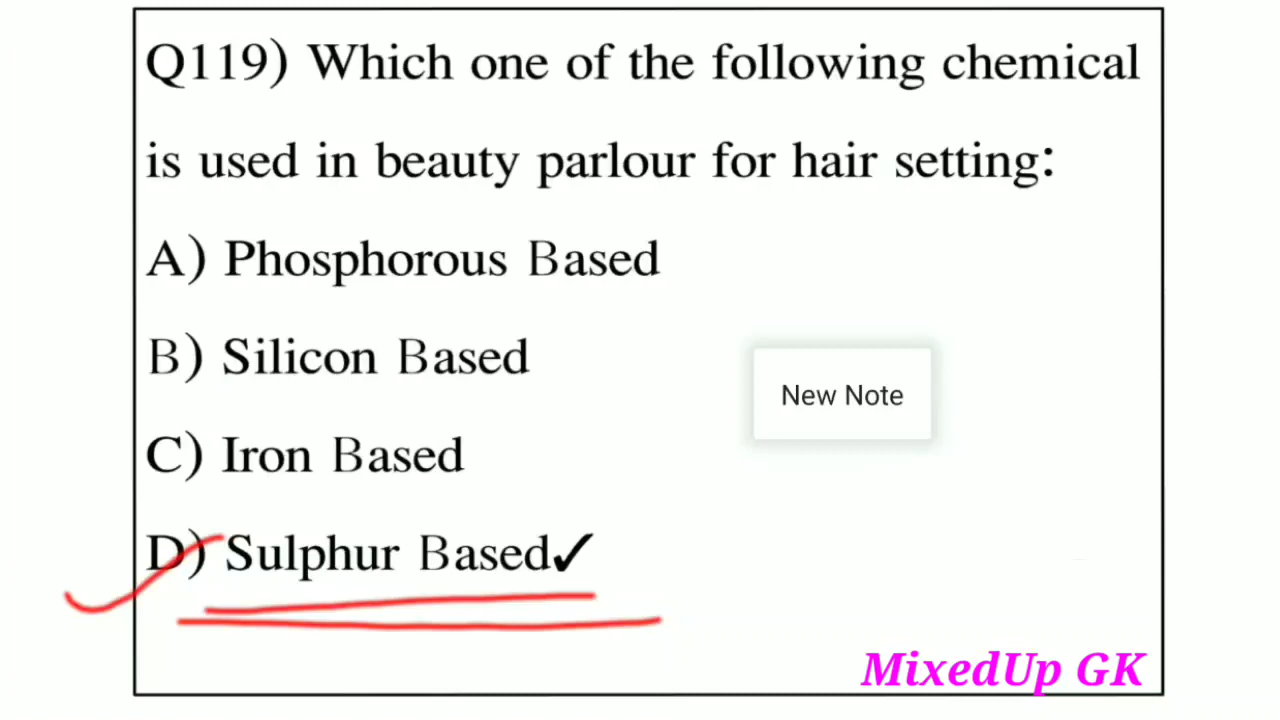 Q119) Which one of the following chemical
is used in beauty parlour for hair setting:
A) Phosphorous Based
B) Silicon Based
New Note
C) Iron Based
D) Sulphur Based✓
MixedUp GK